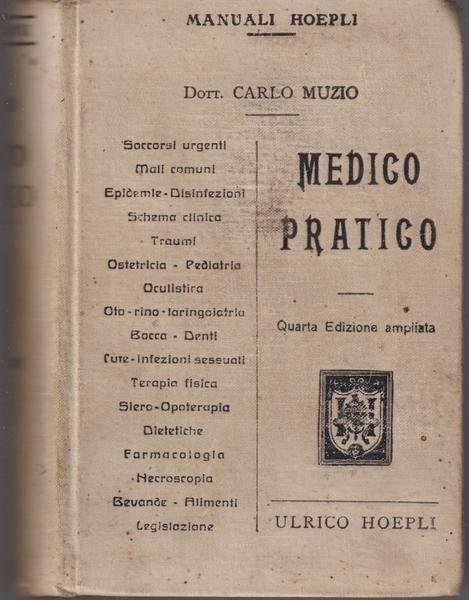 MANUALI HOEPLI
Dott. CARLO MUZIO
Soccorsi urgenti
Mali comuni
Epidemie-Disinfezioni
Schema clinica
Traumi
Ostetricia - Pediatria
Oculistica
Oto-rino-laringoiatria
Bocca - Denti
Cute-infezioni sessuali
Terapia fisica
Siero-Opoterapia
Dietetiche
Farmacologia
Necroscopia
Bevande - Alimenti
Legislazione
MEDICO
PRATICO
Quarta Edizione ampliata
ULRICO HOEPLI